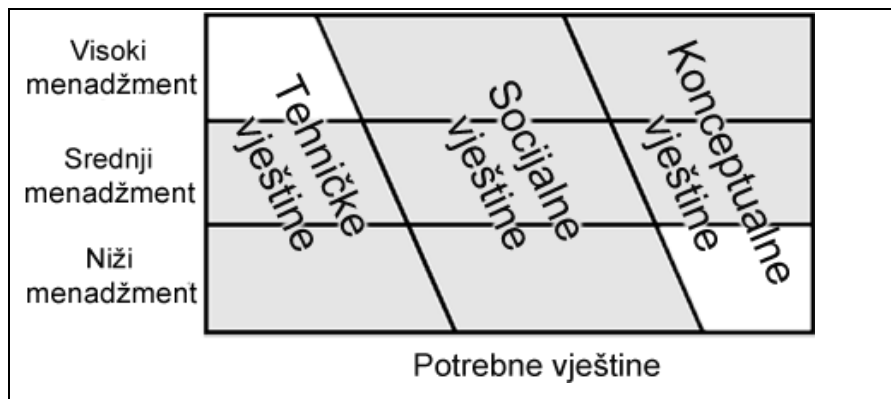 Visoki
menadžment
Srednji
menadžment
Niži
menadžment
Tehničke
vještine
Socijalne
vještine
Konceptualne
vještine
Potrebne vještine